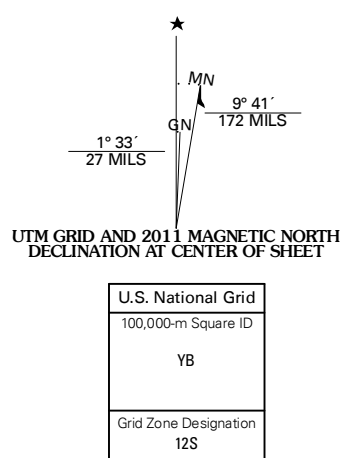 MN
9° 41´
172 MILS
GN
1° 33´
27 MILS
UTM GRID AND 2011 MAGNETIC NORTH
DECLINATION AT CENTER OF SHEET
U.S. National Grid
100,000-m Square ID
YB
Grid Zone Designation
12S